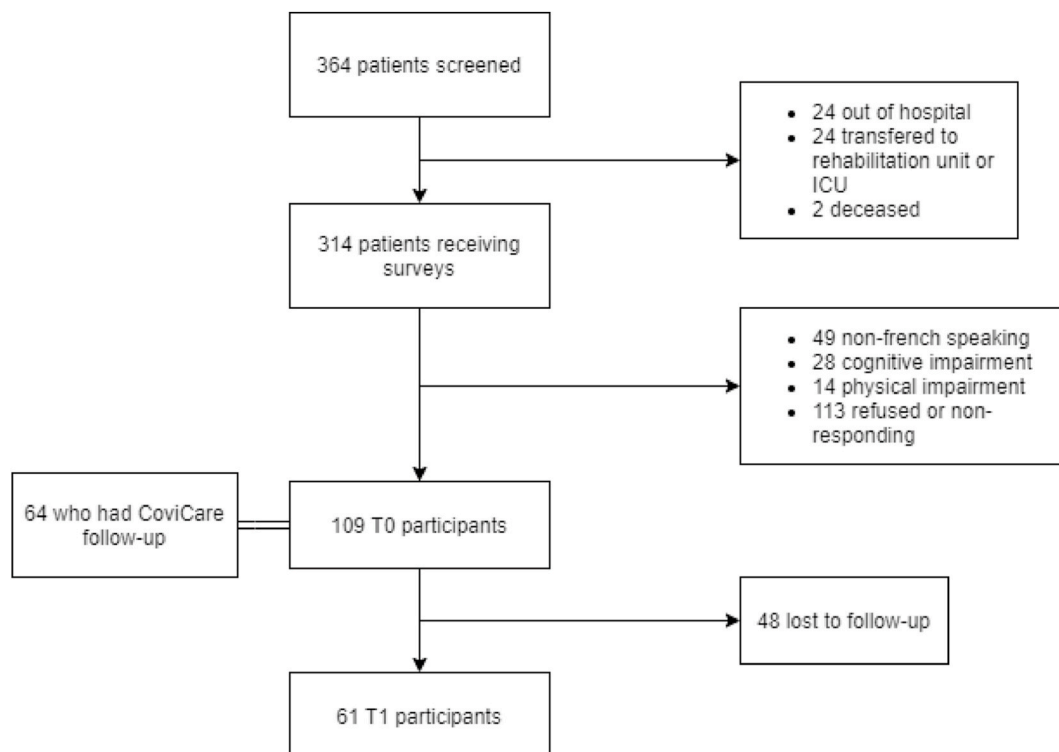 364 patients screened
• 24 out of hospital
• 24 transfered to
rehabilitation unit or
ICU
• 2 deceased
314 patients receiving
surveys
• 49 non-french speaking
• 28 cognitive impairment
• 14 physical impairment
• 113 refused or non-
responding
64 who had CoviCare
follow-up
109 T0 participants
48 lost to follow-up
61 T1 participants